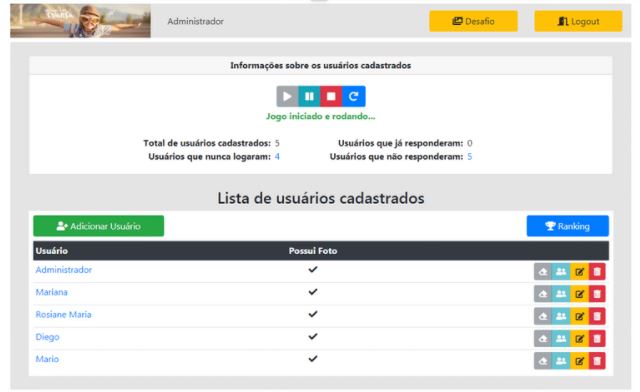 Administrador
Desafio
Logout
Informações sobre os usuários cadastrados
Jogo iniciado e rodando...
Total de usuários cadastrados: 5 Usuários que já responderam: 0
Usuários que nunca logaram: 4 Usuários que não responderam: 5
Lista de usuários cadastrados
Adicionar Usuário
Ranking
Usuário Possui Foto
Administrador
Mariana
Rosiane Maria
Diego
Mario